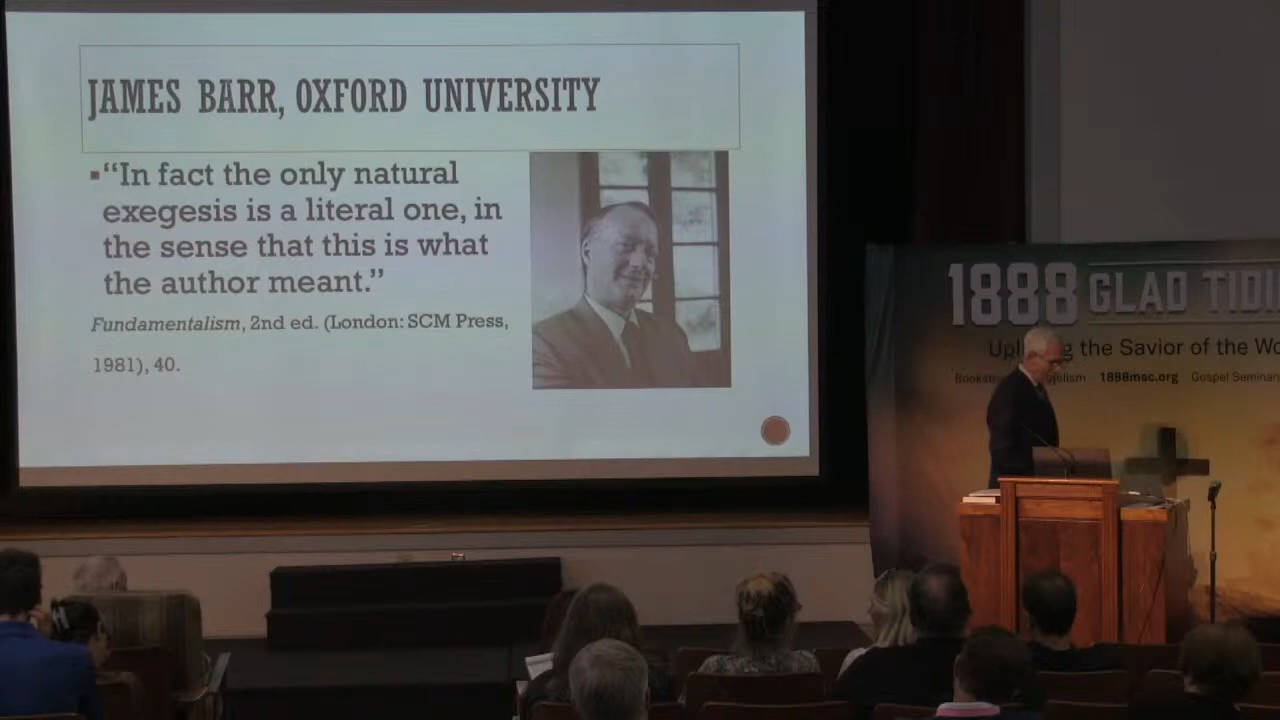 JAMES BARR, OXFORD UNIVERSITY
▪“In fact the only natural
exegesis is a literal one, in
the sense that this is what
the author meant.”
Fundamentalism, 2nd ed. (London: SCM Press,
1981), 40.
1888 GLAD TIDI
the Savior of the Wo
1888msc.org Gospel Seminar